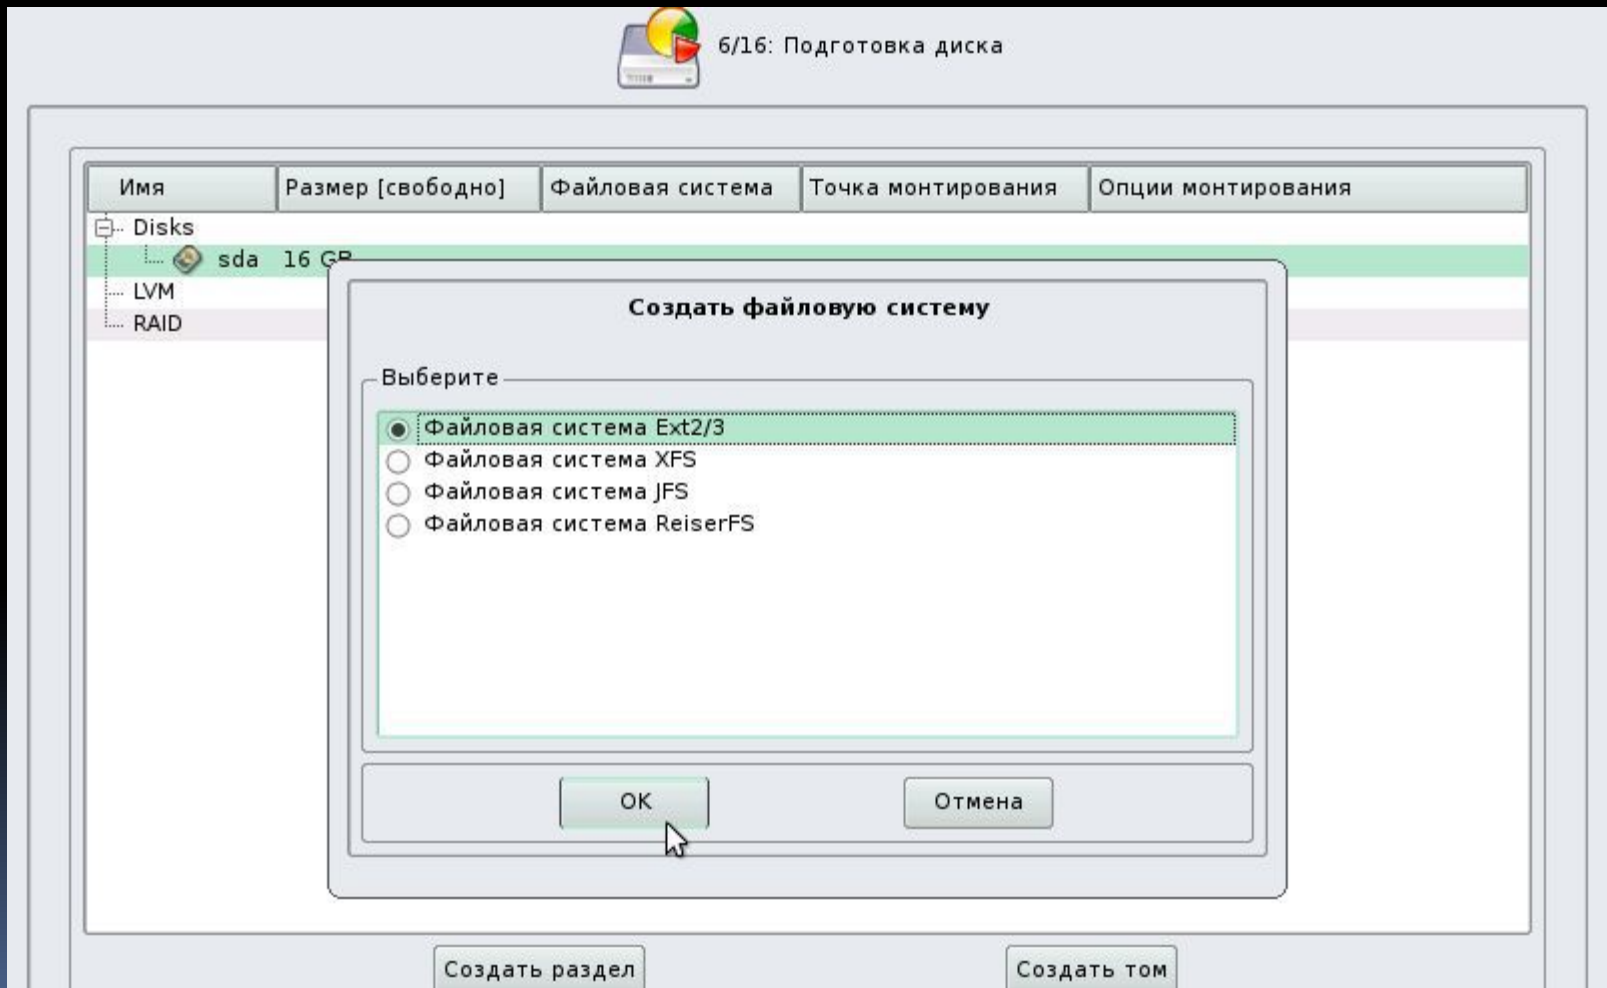 6/16: Подготовка диска
Имя Размер [свободно] Файловая система Точка монтирования Опции монтирования
Disks
sda 16 GB
LVM
RAID
Создать файловую систему
Выберите
Файловая система Ext2/3
Файловая система XFS
Файловая система JFS
Файловая система ReiserFS
OK Отмена
Создать раздел Создать том